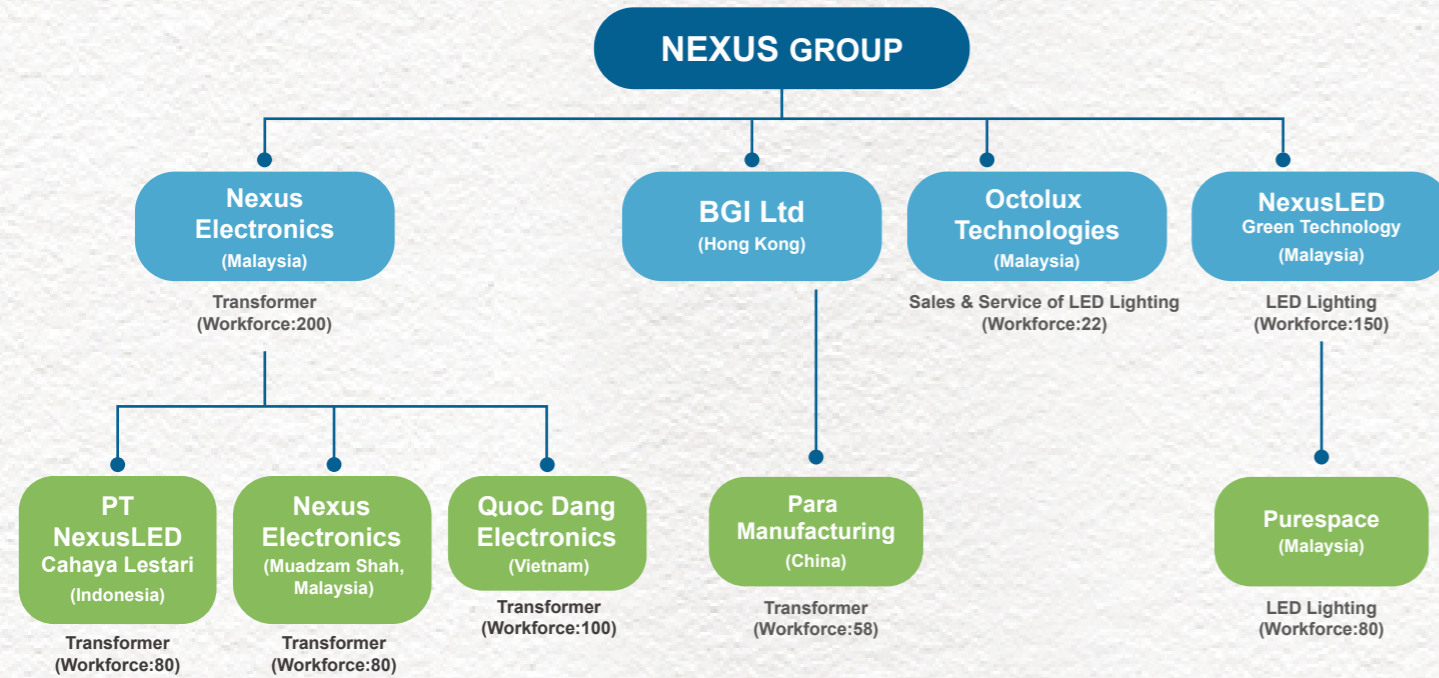 NEXUS GROUP
Nexus
Electronics
(Malaysia)
Transformer
(Workforce:200)
BGI Ltd
(Hong Kong)
Octolux
Technologies
(Malaysia)
Sales & Service of LED Lighting
(Workforce:22)
NexusLED
Green Technology
(Malaysia)
LED Lighting
(Workforce:150)
PT
NexusLED
Cahaya Lestari
(Indonesia)
Transformer
(Workforce:80)
Nexus
Electronics
(Muadzam Shah,
Malaysia)
Transformer
(Workforce:80)
Quoc Dang
Electronics
(Vietnam)
Transformer
(Workforce:100)
Para
Manufacturing
(China)
Transformer
(Workforce:58)
Purespace
(Malaysia)
LED Lighting
(Workforce:80)